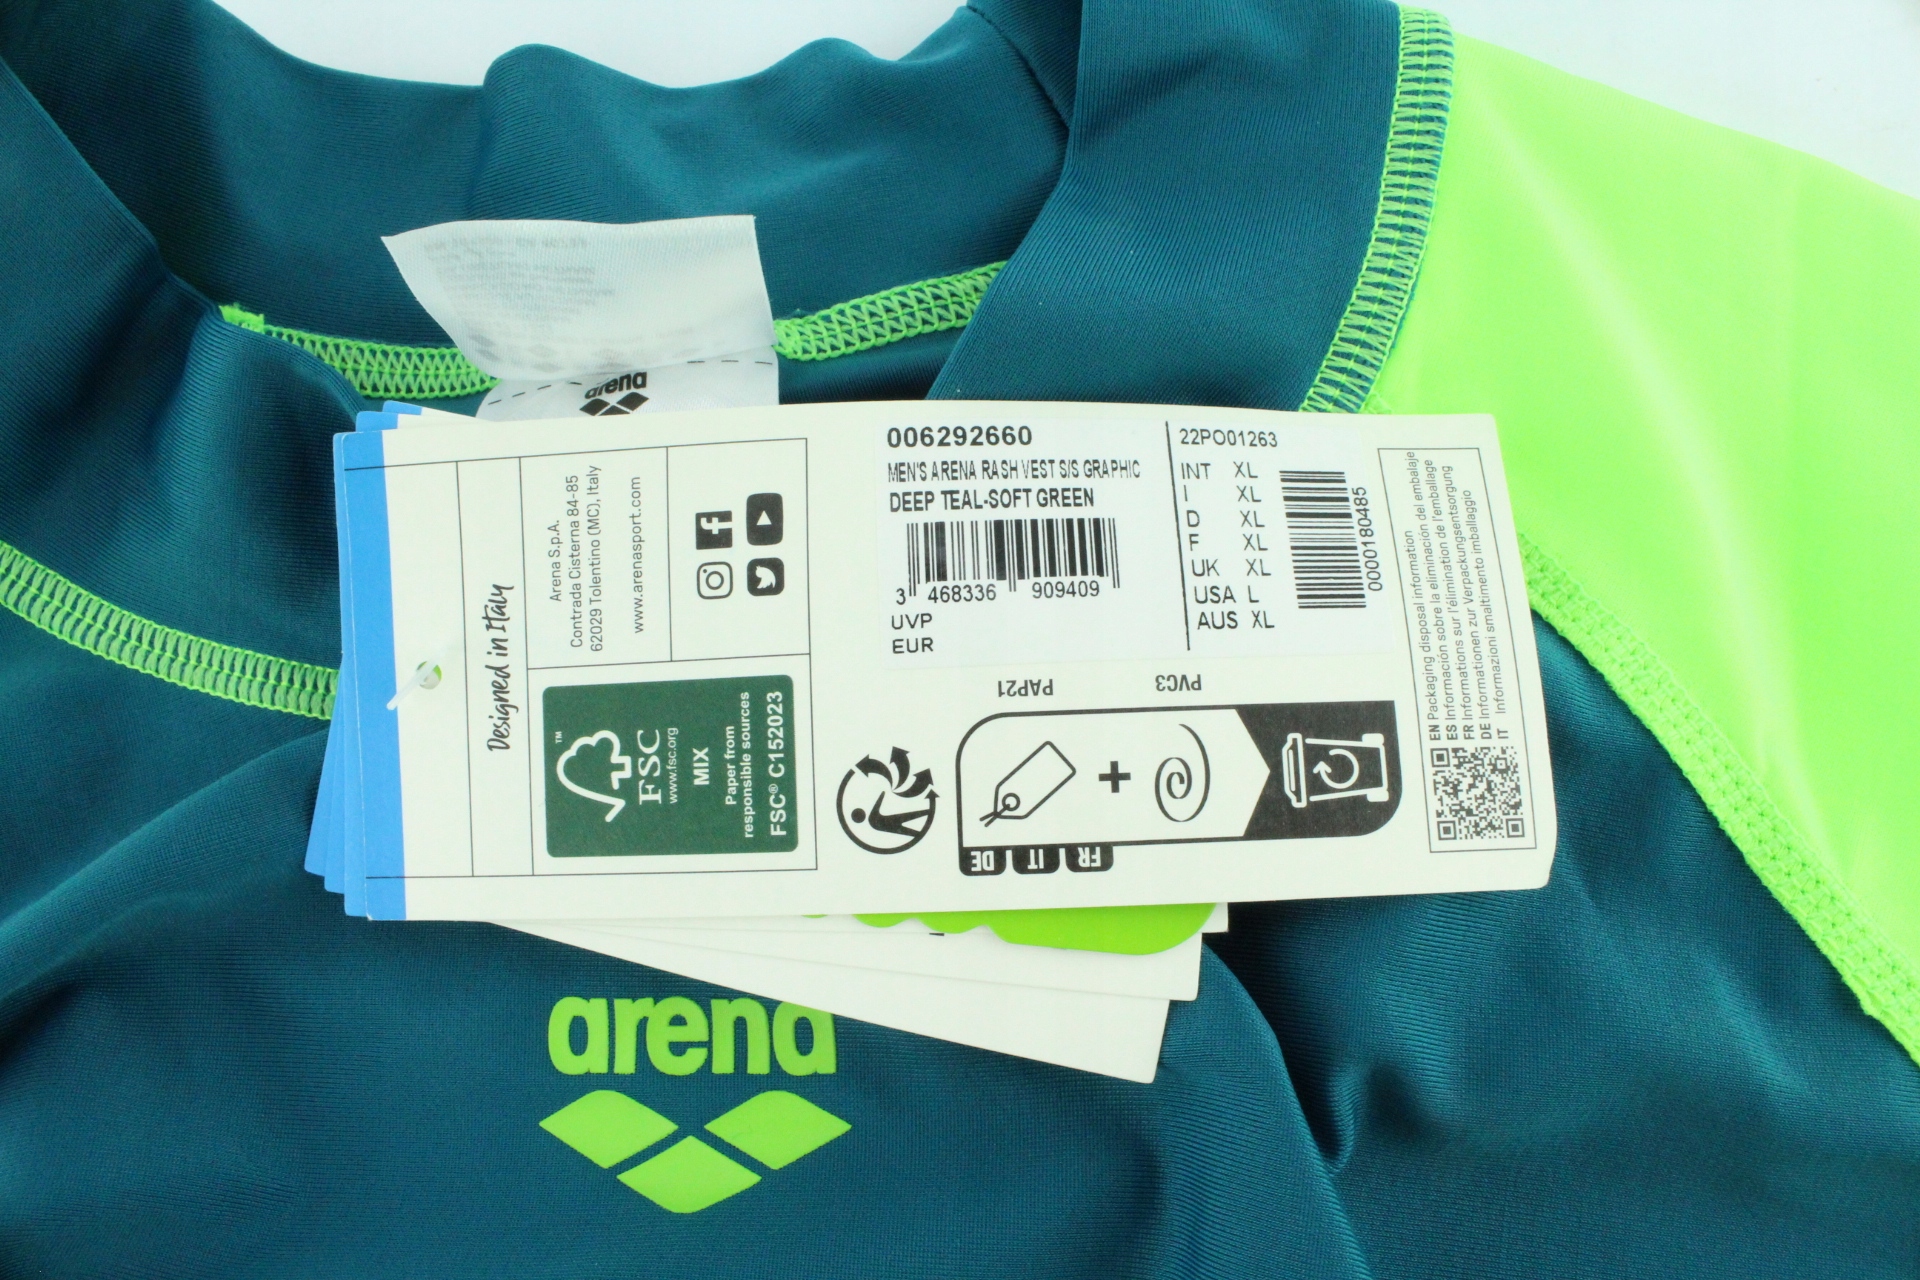 arena
006292660
MEN'S ARENA RASH VEST S/S GRAPHIC
DEEP TEAL-SOFT GREEN
3 468336 909409
UVP
EUR
22PO01263
INT XL
I XL
D XL
F XL
UK XL
USA L
AUS XL
0000180485
EN Packaging disposal information
ES Información sobre la eliminación del embalaje
FR Informations sur l'élimination de l'emballage
DE Informationen zur Verpackungsentsorgung
IT Informazioni smaltimento imballaggio
Designed in Italy
Arena S.p.A.
Contrada Cisterna 84-85
62029 Tolentino (MC), Italy
www.arenasport.com
FSC
™
www.fsc.org
MIX
Paper from
responsible sources
FSC® C152023
PAP21
PVC3
+
FR IT DE
arena